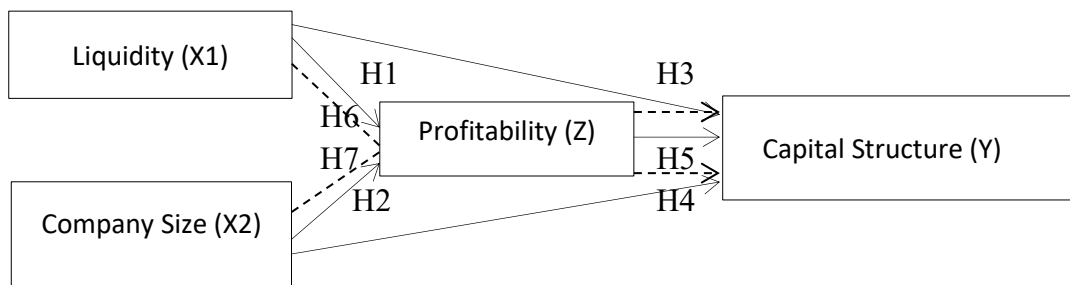 Liquidity (X1)
H3
H1
H6
Profitability (Z)
Capital Structure (Y)
H7
H5
H2
H4
Company Size (X2)